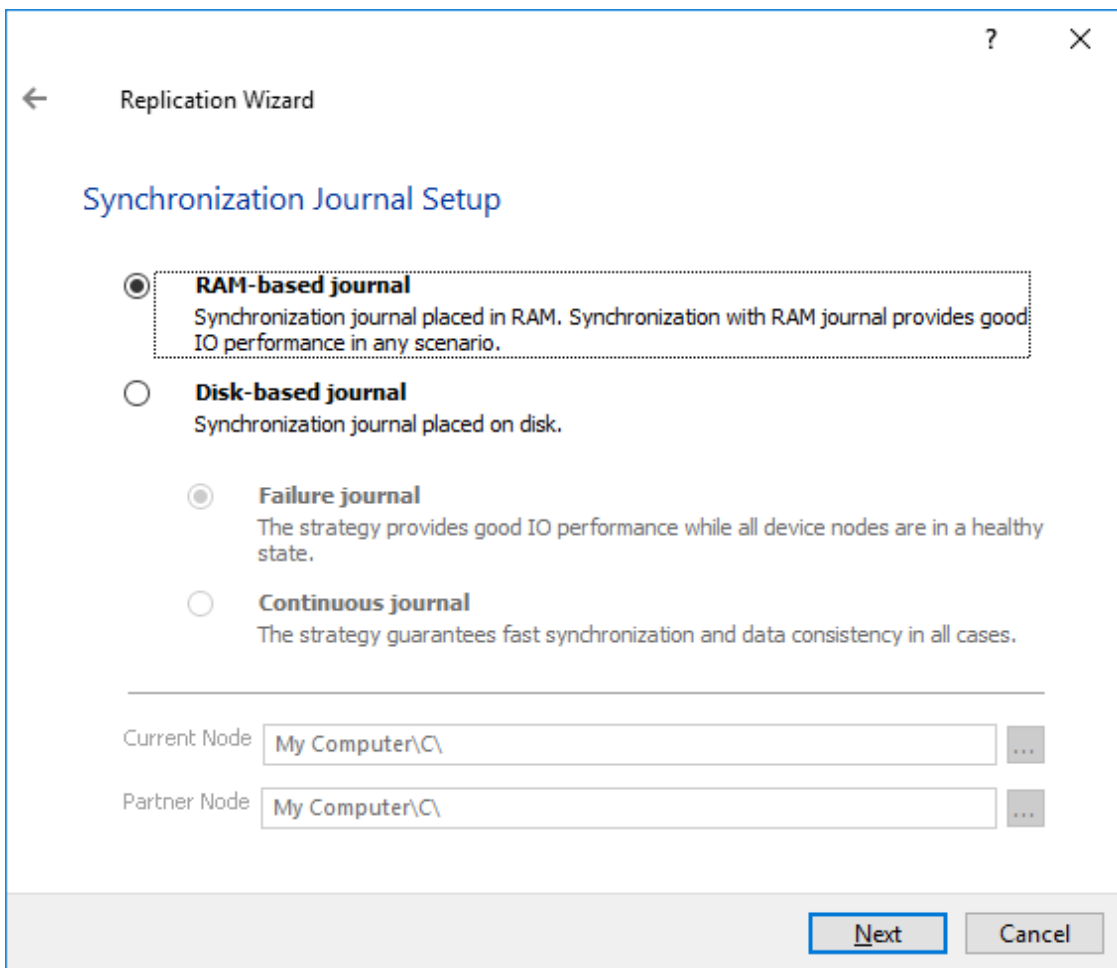 ?
Replication Wizard
Synchronization Journal Setup
RAM-based journal
Synchronization journal placed in RAM. Synchronization with RAM journal provides good
IO performance in any scenario.
Disk-based journal
Synchronization journal placed on disk.
Failure journal
The strategy provides good IO performance while all device nodes are in a healthy
state.
Continuous journal
The strategy guarantees fast synchronization and data consistency in all cases.
Current Node My Computer\C\ ...
Partner Node My Computer\C\ ...
Next Cancel